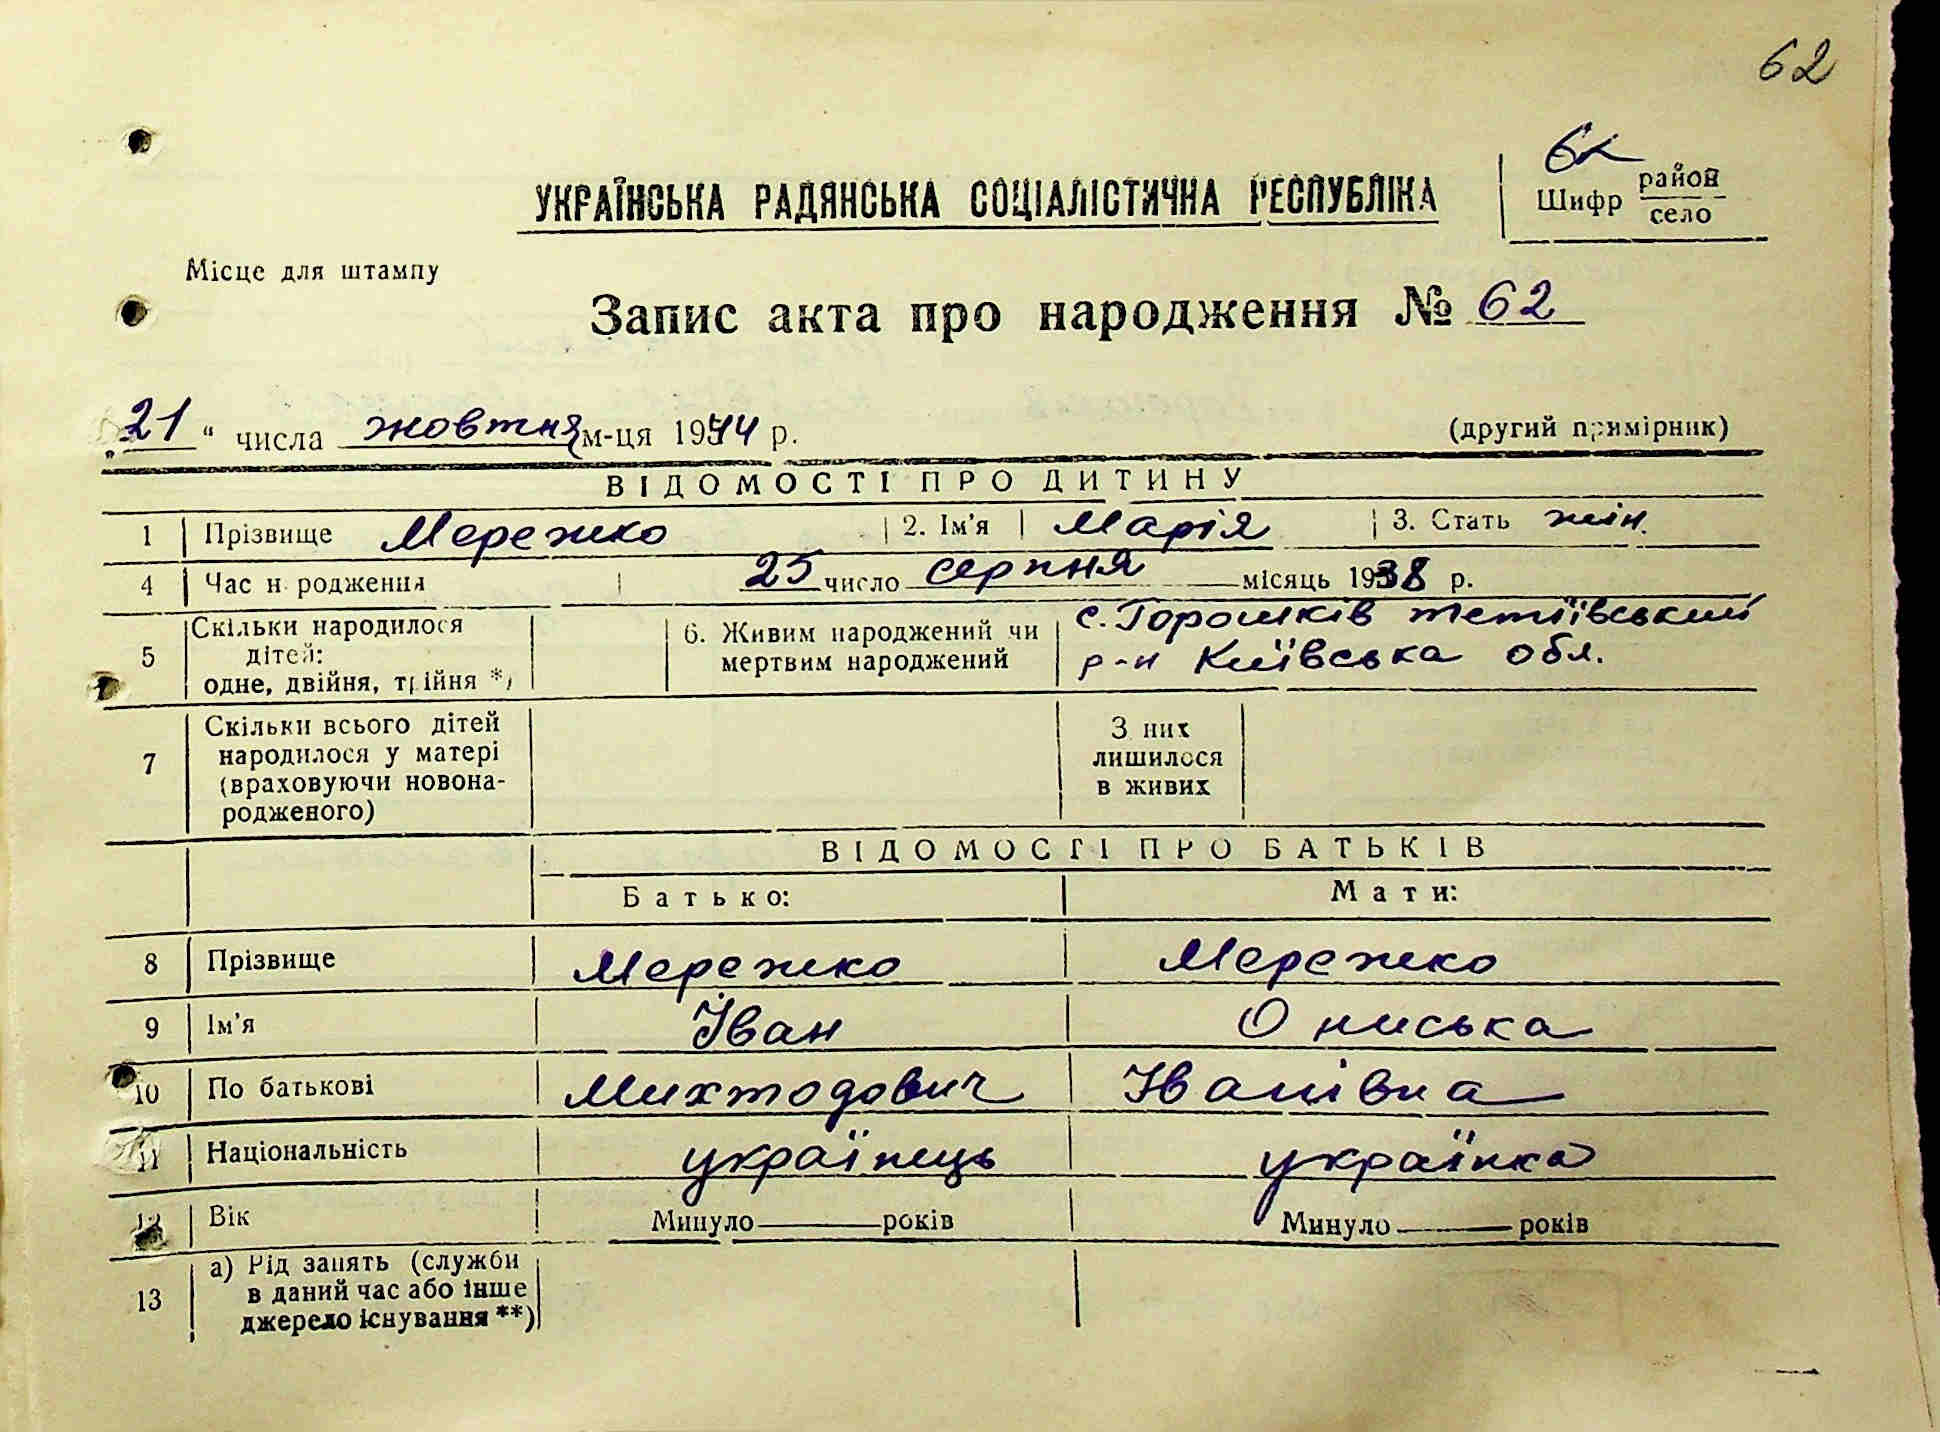 62
бк
Шифр район
село
УКРАЇНСЬКА РАДЯНСЬКА СОЦІАЛІСТИЧНА РЕСПУБЛІКА
Місце для штампу
Запис акта про народження № 62
21 " числа жовтня м-ця 1944 р. (другий примірник)
ВІДОМОСТІ ПРО ДИТИНУ
1 Прізвище Мережко 2. Ім'я Марія 3. Стать жін.
4 Час н родження 25 число серпня місяць 1938 р.
5 Скільки народилося
дітей:
одне, двійня, трійня *)
6. Живим народжений чи
мертвим народжений
с. Горошків тетіївський
р-н Київська обл.
7 Скільки всього дітей
народилося у матері
(враховуючи новона-
родженого)
З них
лишилося
в живих
ВІДОМОСТІ ПРО БАТЬКІВ
Батько: Мати:
8 Прізвище Мережко Мережко
9 Ім'я Іван Ониська
10 По батькові Михтодович Іванівна
11 Національність українець українка
12 Вік Минуло років Минуло років
13 а) Рід занять (служби
в даний час або інше
джерело існування **)